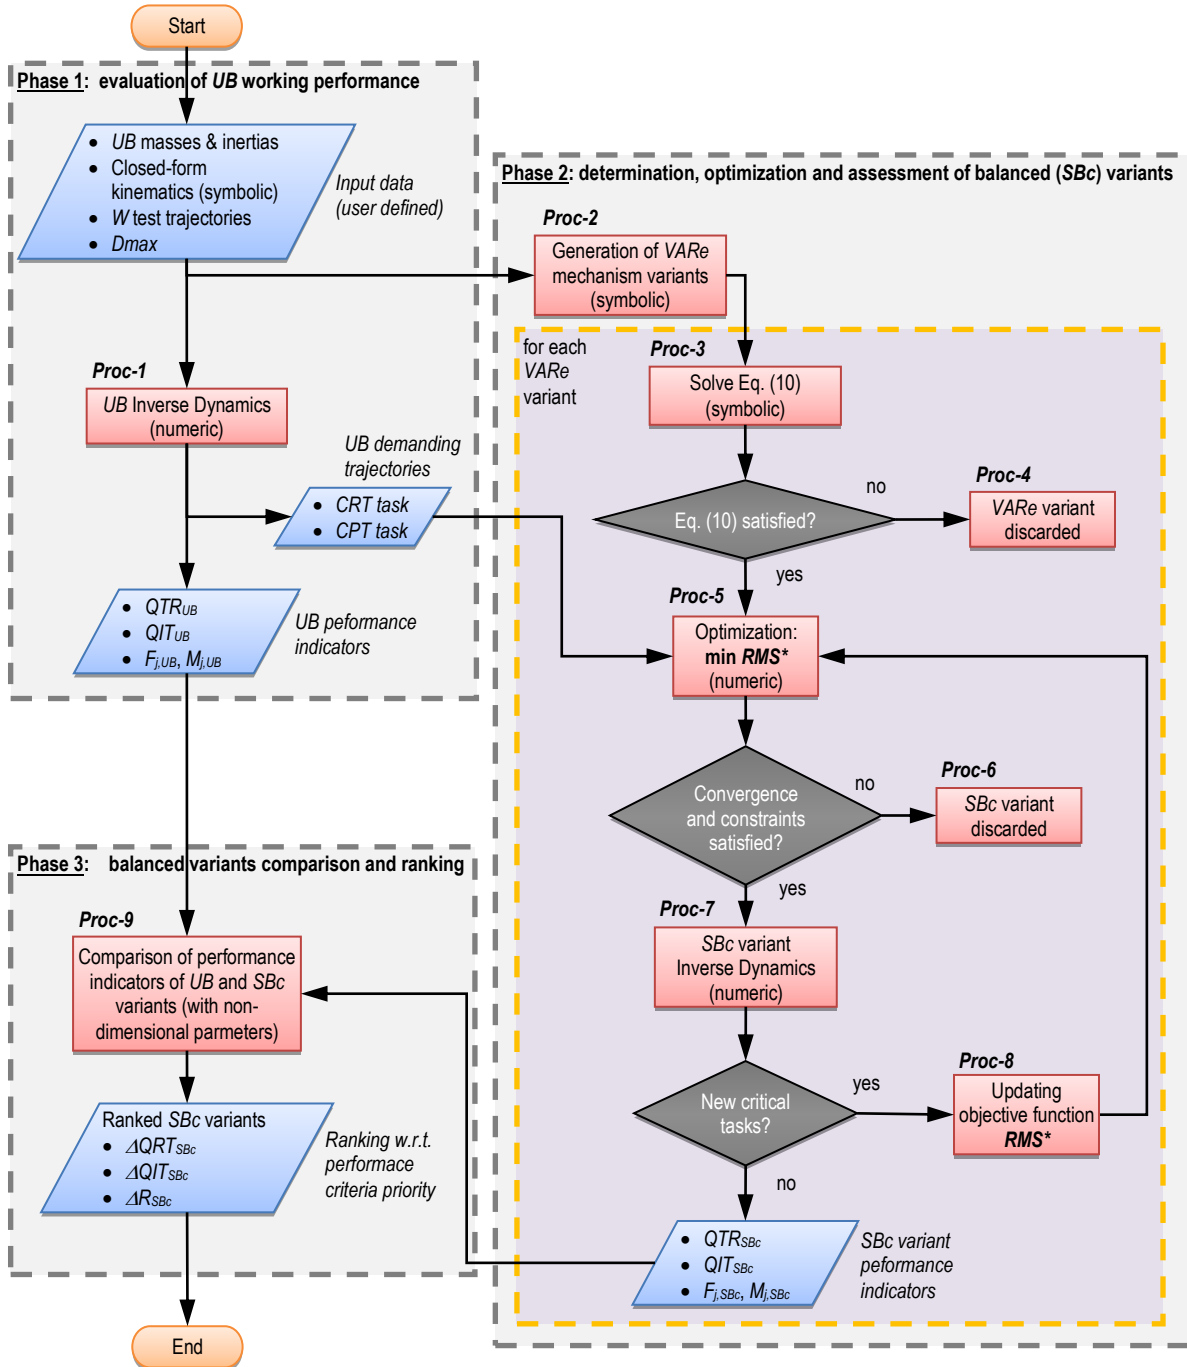 Start
Phase 1: evaluation of UB working performance
• UB masses & inertias
• Closed-form
kinematics (symbolic)
• W test trajectories
• Dmax
Input data
(user defined)
Proc-1
UB Inverse Dynamics
(numeric)
UB demanding
trajectories
• CRT task
• CPT task
• QTRUB
• QITUB
• Fj,UB, Mj,UB
UB peformance
indicators
Phase 2: determination, optimization and assessment of balanced (SBc) variants
Proc-2
Generation of VARe
mechanism variants
(symbolic)
for each
VARe
variant
Proc-3
Solve Eq. (10)
(symbolic)
Eq. (10) satisfied?
no
Proc-4
VARe variant
discarded
yes
Proc-5
Optimization:
min RMS*
(numeric)
Convergence
and constraints
satisfied?
no
Proc-6
SBc variant
discarded
yes
Proc-7
SBc variant
Inverse Dynamics
(numeric)
New critical
tasks?
yes
Proc-8
Updating
objective function
RMS*
no
• QTRSBc
• QITSBc
• Fj,SBc, Mj,SBc
SBc variant
peformance
indicators
Phase 3: balanced variants comparison and ranking
Proc-9
Comparison of performance
indicators of UB and SBc
variants (with non-
dimensional parmeters)
Ranked SBc variants
• ΔQRTSBc
• ΔQITSBc
• ΔRSBc
Ranking w.r.t.
performace
criteria priority
End